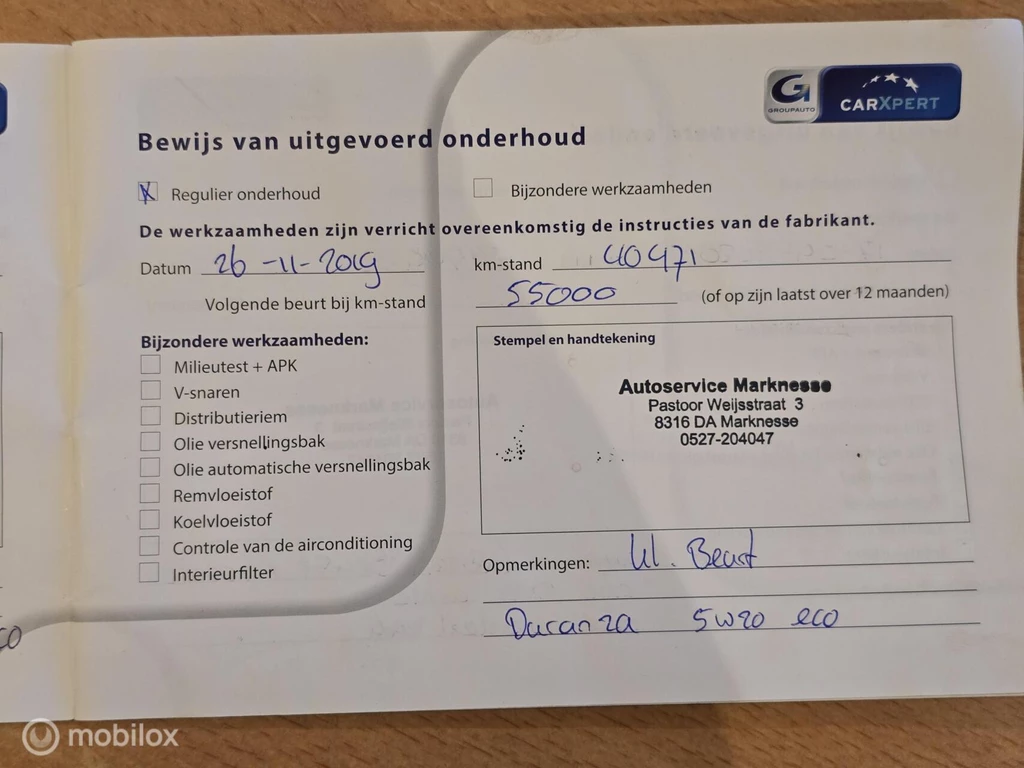 GROUPAUTO CARXPERT
Bewijs van uitgevoerd onderhoud
X Regulier onderhoud Bijzondere werkzaamheden
De werkzaamheden zijn verricht overeenkomstig de instructies van de fabrikant.
Datum 26-11-2019 km-stand 40471
Volgende beurt bij km-stand 55000 (of op zijn laatst over 12 maanden)
Bijzondere werkzaamheden:
Milieutest + APK
V-snaren
Distributieriem
Olie versnellingsbak
Olie automatische versnellingsbak
Remvloeistof
Koelvloeistof
Controle van de airconditioning
Interieurfilter
Stempel en handtekening
Autoservice Marknesse
Pastoor Weijsstraat 3
8316 DA Marknesse
0527-204047
Opmerkingen: kl. Beurt
Duranza 5w20 eco
mobilox